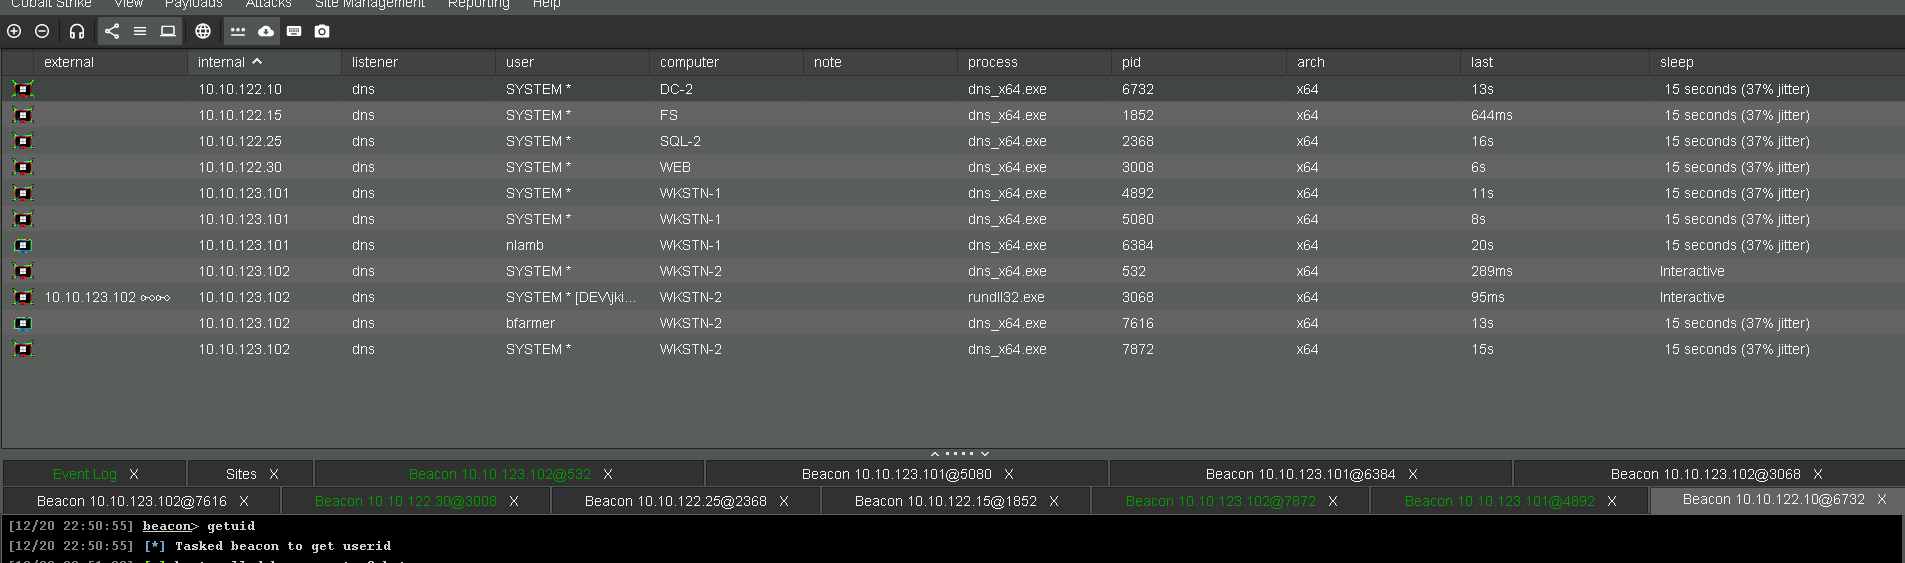 Cobalt Strike View Payloads Attacks Site Management Reporting Help
external internal listener user computer note process pid arch last sleep
10.10.122.10 dns SYSTEM * DC-2 dns_x64.exe 6732 x64 13s 15 seconds (37% jitter)
10.10.122.15 dns SYSTEM * FS dns_x64.exe 1852 x64 644ms 15 seconds (37% jitter)
10.10.122.25 dns SYSTEM * SQL-2 dns_x64.exe 2368 x64 16s 15 seconds (37% jitter)
10.10.122.30 dns SYSTEM * WEB dns_x64.exe 3008 x64 6s 15 seconds (37% jitter)
10.10.123.101 dns SYSTEM * WKSTN-1 dns_x64.exe 4892 x64 11s 15 seconds (37% jitter)
10.10.123.101 dns SYSTEM * WKSTN-1 dns_x64.exe 5080 x64 8s 15 seconds (37% jitter)
10.10.123.101 dns nlamb WKSTN-1 dns_x64.exe 6384 x64 20s 15 seconds (37% jitter)
10.10.123.102 dns SYSTEM * WKSTN-2 dns_x64.exe 532 x64 289ms Interactive
10.10.123.102 10.10.123.102 dns SYSTEM * [DEV\jki... WKSTN-2 rundll32.exe 3068 x64 95ms Interactive
10.10.123.102 dns bfarmer WKSTN-2 dns_x64.exe 7616 x64 13s 15 seconds (37% jitter)
10.10.123.102 dns SYSTEM * WKSTN-2 dns_x64.exe 7872 x64 15s 15 seconds (37% jitter)
Event Log X Sites X Beacon 10.10.123.102@532 X Beacon 10.10.123.101@5080 X Beacon 10.10.123.101@6384 X Beacon 10.10.123.102@3068 X
Beacon 10.10.123.102@7616 X Beacon 10.10.122.30@3008 X Beacon 10.10.122.25@2368 X Beacon 10.10.122.15@1852 X Beacon 10.10.123.102@7872 X Beacon 10.10.123.101@4892 X Beacon 10.10.122.10@6732 X
[12/20 22:50:55] beacon> getuid
[12/20 22:50:55] [*] Tasked beacon to get userid